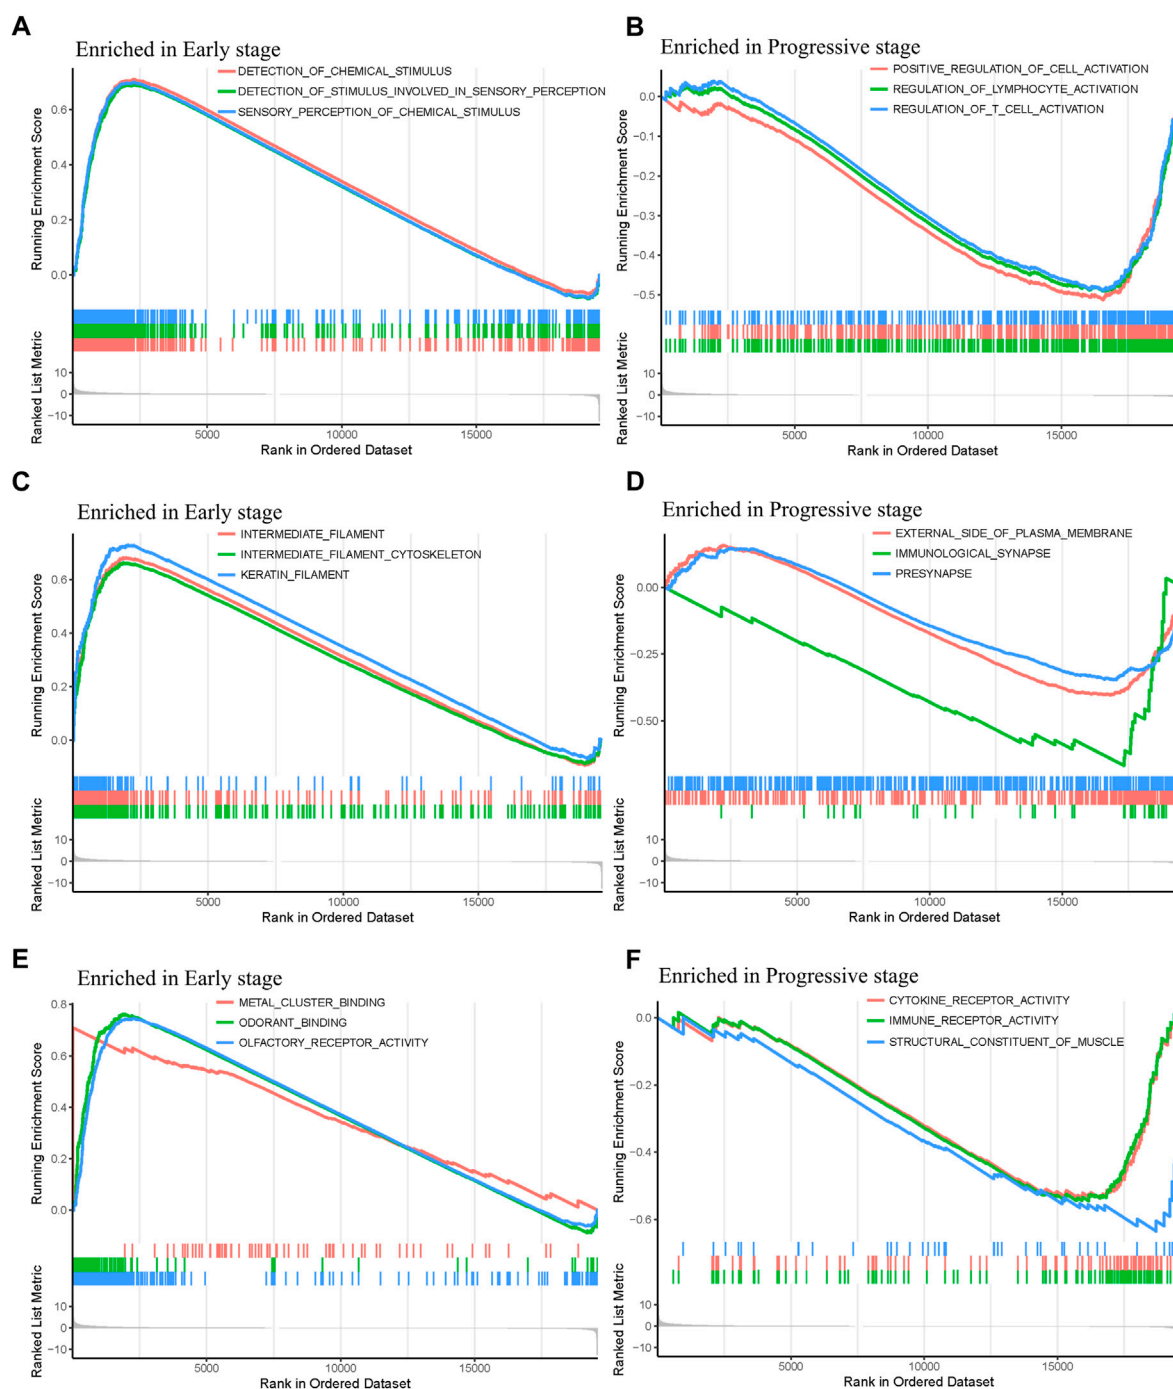 A
Enriched in Early stage
DETECTION_OF_CHEMICAL_STIMULUS
DETECTION_OF_STIMULUS_INVOLVED_IN_SENSORY_PERCEPTION
SENSORY_PERCEPTION_OF_CHEMICAL_STIMULUS
Running Enrichment Score
0.6
0.4
0.2
0.0
Ranked List Metric
10
0
−10
5000
10000
15000
Rank in Ordered Dataset
B
Enriched in Progressive stage
POSITIVE_REGULATION_OF_CELL_ACTIVATION
REGULATION_OF_LYMPHOCYTE_ACTIVATION
REGULATION_OF_T_CELL_ACTIVATION
Running Enrichment Score
0.0
−0.1
−0.2
−0.3
−0.4
−0.5
Ranked List Metric
10
0
−10
5000
10000
15000
Rank in Ordered Dataset
C
Enriched in Early stage
INTERMEDIATE_FILAMENT
INTERMEDIATE_FILAMENT_CYTOSKELETON
KERATIN_FILAMENT
Running Enrichment Score
0.6
0.4
0.2
0.0
Ranked List Metric
10
0
−10
5000
10000
15000
Rank in Ordered Dataset
D
Enriched in Progressive stage
EXTERNAL_SIDE_OF_PLASMA_MEMBRANE
IMMUNOLOGICAL_SYNAPSE
PRESYNAPSE
Running Enrichment Score
0.00
−0.25
−0.50
Ranked List Metric
10
0
−10
5000
10000
15000
Rank in Ordered Dataset
E
Enriched in Early stage
METAL_CLUSTER_BINDING
ODORANT_BINDING
OLFACTORY_RECEPTOR_ACTIVITY
Running Enrichment Score
0.8
0.6
0.4
0.2
0.0
Ranked List Metric
10
0
−10
5000
10000
15000
Rank in Ordered Dataset
F
Enriched in Progressive stage
CYTOKINE_RECEPTOR_ACTIVITY
IMMUNE_RECEPTOR_ACTIVITY
STRUCTURAL_CONSTITUENT_OF_MUSCLE
Running Enrichment Score
0.0
−0.2
−0.4
−0.6
Ranked List Metric
10
0
−10
5000
10000
15000
Rank in Ordered Dataset